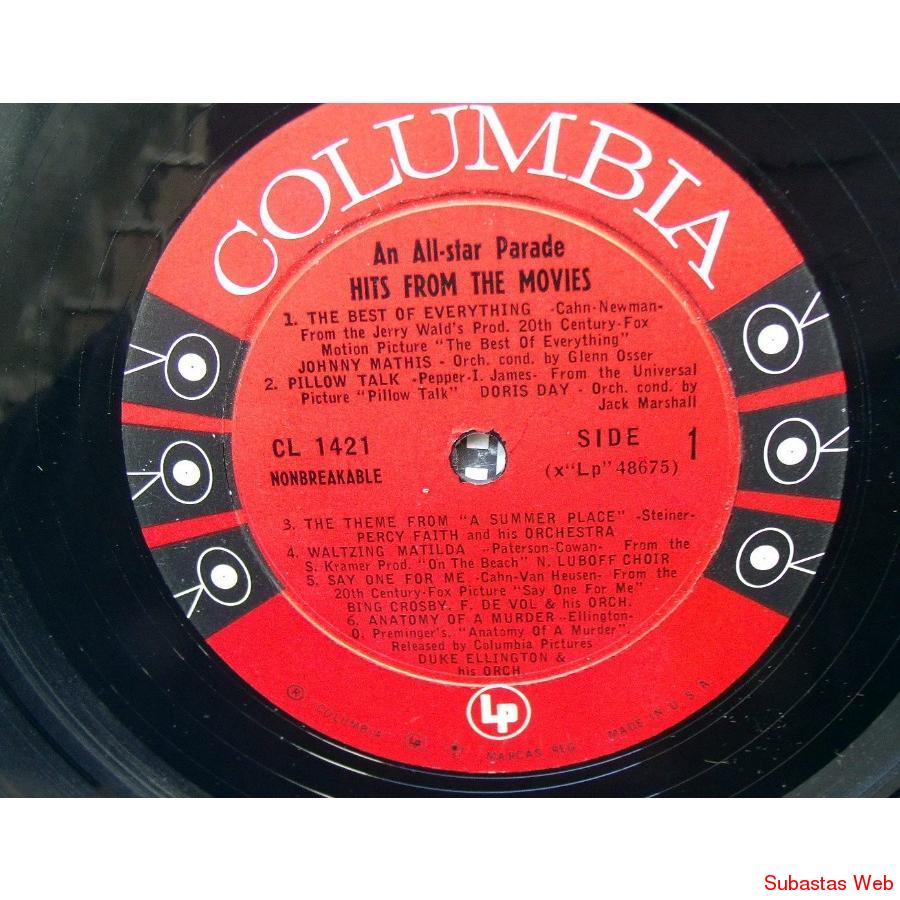 COLUMBIA
An All-star Parade
HITS FROM THE MOVIES
1. THE BEST OF EVERYTHING -Cahn-Newman-
From the Jerry Wald's Prod. 20th Century-Fox
Motion Picture "The Best Of Everything"
JOHNNY MATHIS - Orch. cond. by Glenn Osser
2. PILLOW TALK -Pepper-I. James- From the Universal
Picture "Pillow Talk" DORIS DAY - Orch. cond. by
Jack Marshall
CL 1421
NONBREAKABLE
SIDE 1
(x"Lp"48675)
3. THE THEME FROM "A SUMMER PLACE" -Steiner-
PERCY FAITH and his ORCHESTRA
4. WALTZING MATILDA -Paterson-Cowan- From the
S. Kramer Prod. "On The Beach" N. LUBOFF CHOIR
5. SAY ONE FOR ME -Cahn-Van Heusen- From the
20th Century-Fox Picture "Say One For Me"
BING CROSBY. F. DE VOL & his ORCH.
6. ANATOMY OF A MURDER -Ellington-
O. Preminger's. "Anatomy Of A Murder".
Released by Columbia Pictures
DUKE ELLINGTON &
his ORCH.
Lp
® COLUMBIA Lp MARCAS REG. MADE IN U.S.A.
Subastas Web